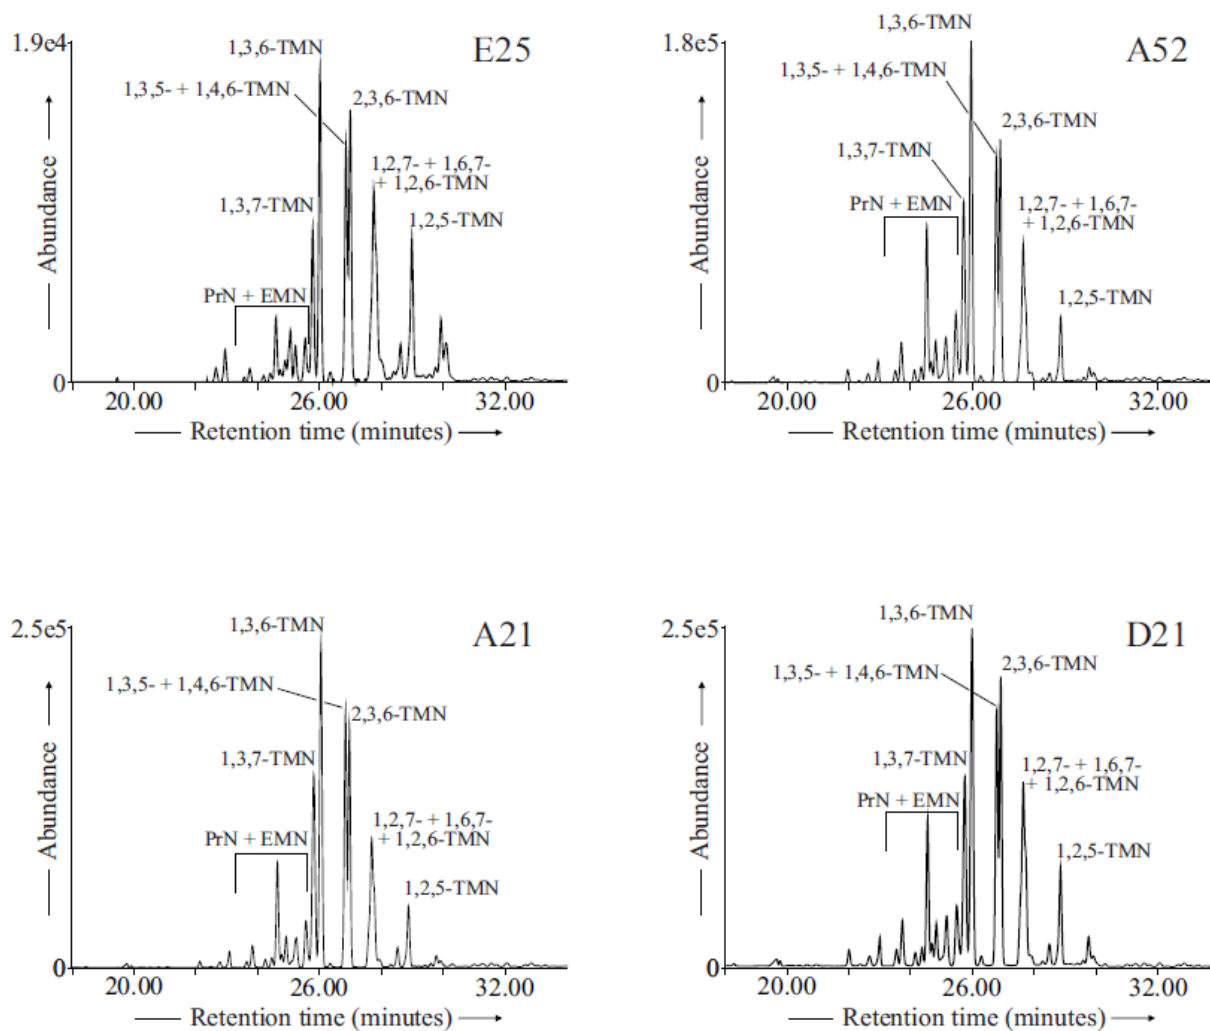 E25
1.9e4
1,3,6-TMN
1,3,5- + 1,4,6-TMN
2,3,6-TMN
1,2,7- + 1,6,7-
+ 1,2,6-TMN
1,3,7-TMN
1,2,5-TMN
PrN + EMN
Abundance
0
20.00 26.00 32.00
Retention time (minutes)
A52
1.8e5
1,3,6-TMN
1,3,5- + 1,4,6-TMN
2,3,6-TMN
1,3,7-TMN
PrN + EMN
1,2,7- + 1,6,7-
+ 1,2,6-TMN
1,2,5-TMN
Abundance
0
20.00 26.00 32.00
Retention time (minutes)
A21
2.5e5
1,3,6-TMN
1,3,5- + 1,4,6-TMN
2,3,6-TMN
1,3,7-TMN
1,2,7- + 1,6,7-
+ 1,2,6-TMN
PrN + EMN
1,2,5-TMN
Abundance
0
20.00 26.00 32.00
Retention time (minutes)
D21
2.5e5
1,3,6-TMN
1,3,5- + 1,4,6-TMN
2,3,6-TMN
1,3,7-TMN
1,2,7- + 1,6,7-
+ 1,2,6-TMN
PrN + EMN
1,2,5-TMN
Abundance
0
20.00 26.00 32.00
Retention time (minutes)